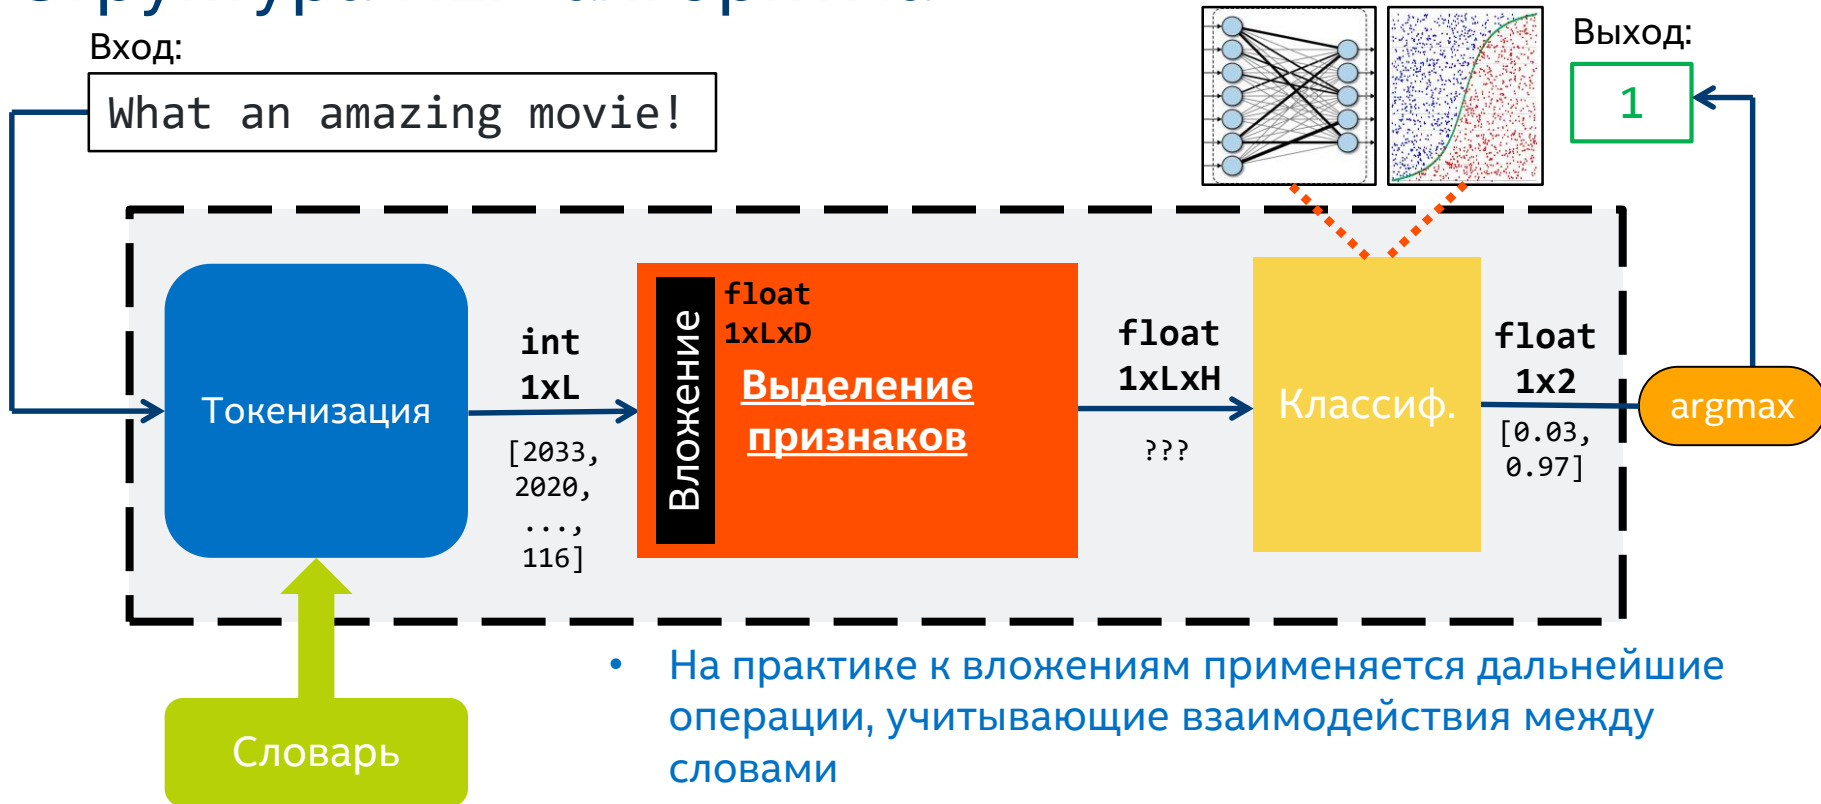 Вход:
What an amazing movie!
Выход:
1
Токенизация
int
1xL
[2033,
2020,
...,
116]
Вложение
float
1xLxD
Выделение
признаков
float
1xLxH
???
Классиф.
float
1x2
[0.03,
0.97]
argmax
Словарь
• На практике к вложениям применяется дальнейшие
операции, учитывающие взаимодействия между
словами